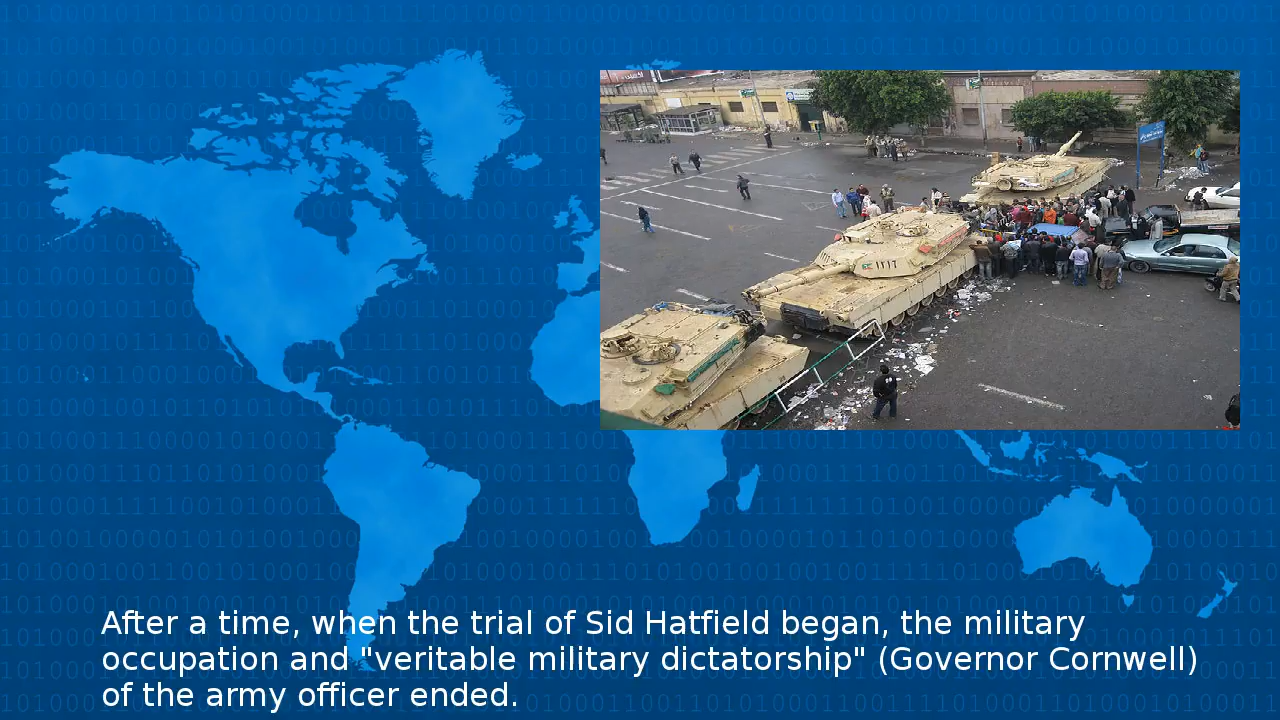 ١٢١٦
After a time, when the trial of Sid Hatfield began, the military
occupation and "veritable military dictatorship" (Governor Cornwell)
of the army officer ended.